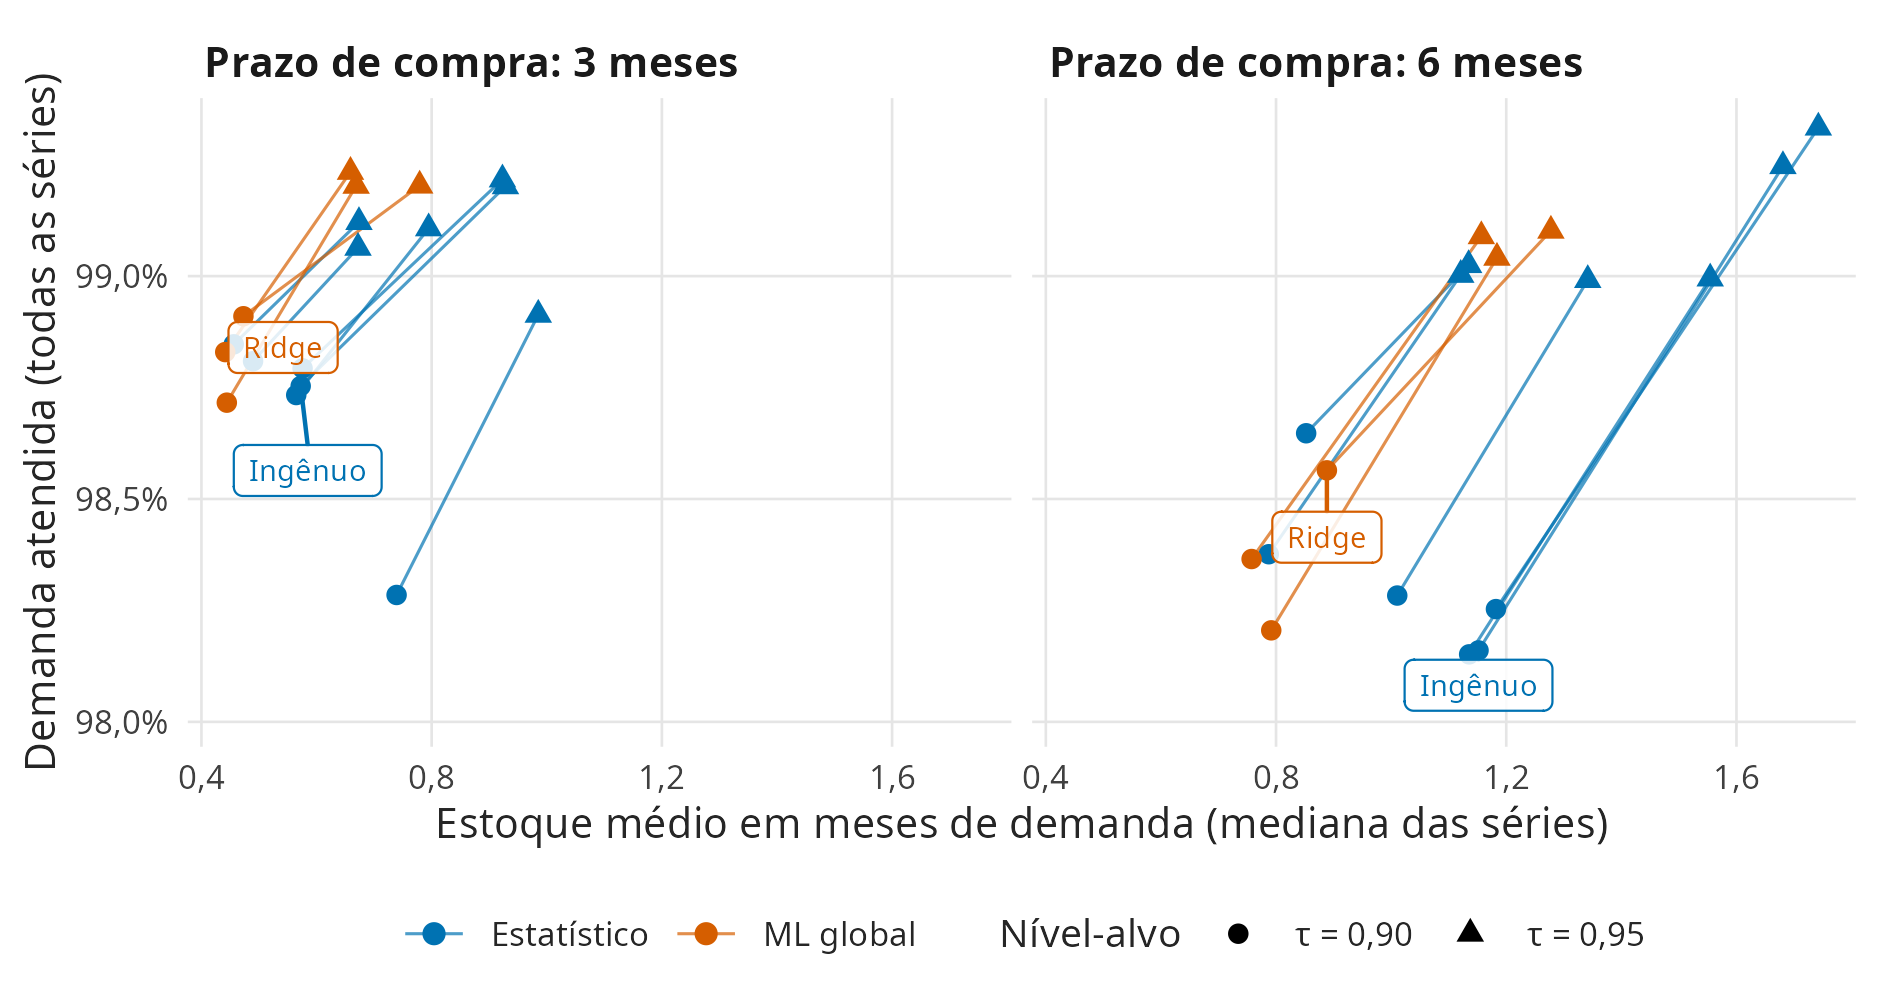 Prazo de compra: 3 meses
Prazo de compra: 6 meses
Demanda atendida (todas as séries)
99,0%
98,5%
98,0%
Ridge
Ingênuo
Ridge
Ingênuo
0,4 0,8 1,2 1,6
0,4 0,8 1,2 1,6
Estoque médio em meses de demanda (mediana das séries)
Estatístico ML global Nível-alvo τ = 0,90 τ = 0,95